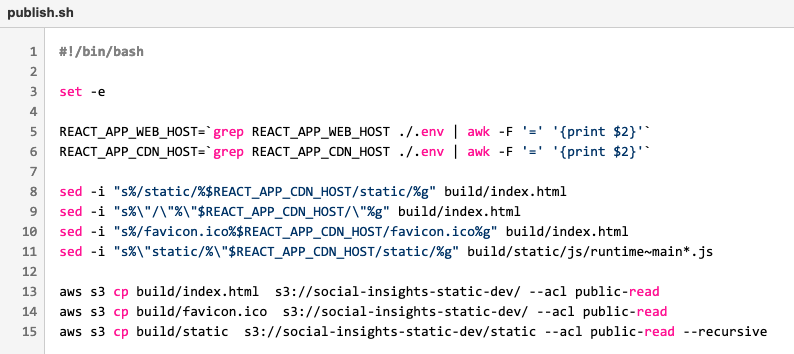 publish.sh
1 #!/bin/bash
2
3 set -e
4
5 REACT_APP_WEB_HOST=`grep REACT_APP_WEB_HOST ./.env | awk -F '=' '{print $2}'`
6 REACT_APP_CDN_HOST=`grep REACT_APP_CDN_HOST ./.env | awk -F '=' '{print $2}'`
7
8 sed -i "s%/static/%$REACT_APP_CDN_HOST/static/%g" build/index.html
9 sed -i "s%\"/\"%\"$REACT_APP_CDN_HOST/\"%g" build/index.html
10 sed -i "s%/favicon.ico%$REACT_APP_CDN_HOST/favicon.ico%g" build/index.html
11 sed -i "s%\"static/%\"$REACT_APP_CDN_HOST/static/%g" build/static/js/runtime~main*.js
12
13 aws s3 cp build/index.html  s3://social-insights-static-dev/ --acl public-read
14 aws s3 cp build/favicon.ico  s3://social-insights-static-dev/ --acl public-read
15 aws s3 cp build/static  s3://social-insights-static-dev/static --acl public-read --recursive